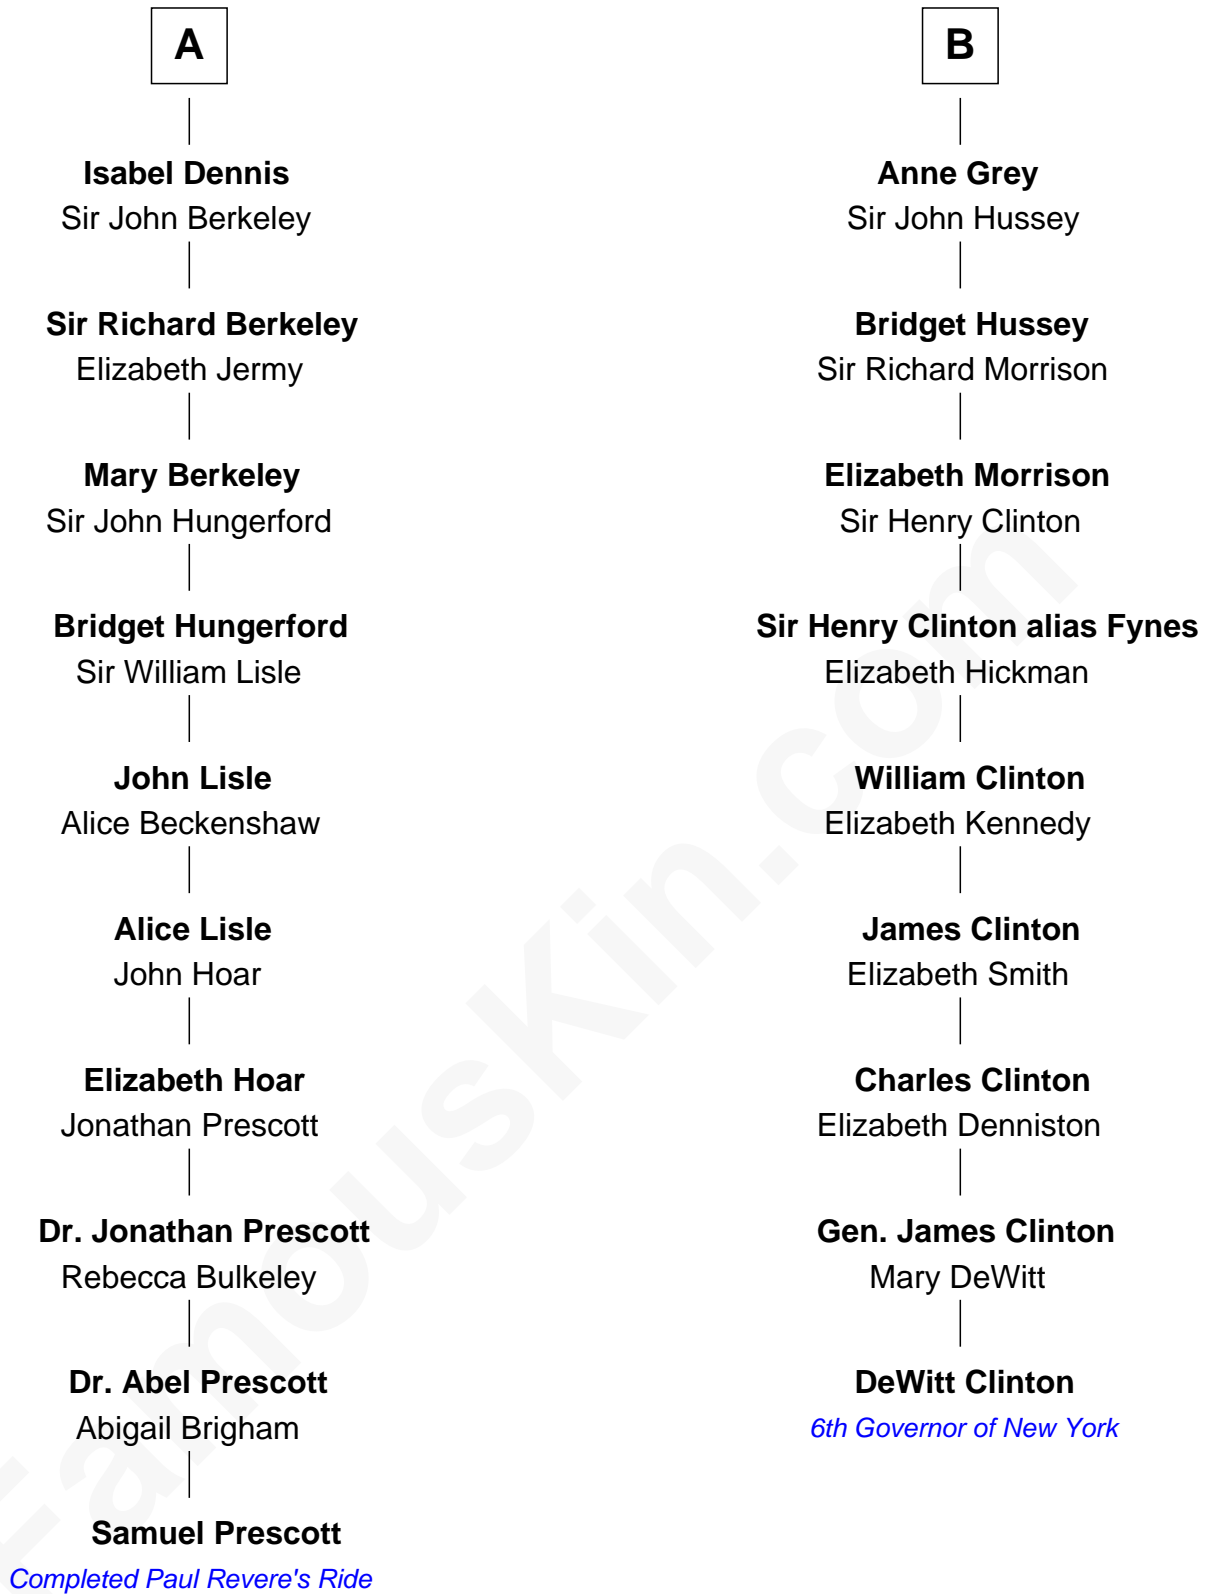 A
Isabel Dennis
Sir John Berkeley
Sir Richard Berkeley
Elizabeth Jermy
Mary Berkeley
Sir John Hungerford
Bridget Hungerford
Sir William Lisle
John Lisle
Alice Beckenshaw
Alice Lisle
John Hoar
Elizabeth Hoar
Jonathan Prescott
Dr. Jonathan Prescott
Rebecca Bulkeley
Dr. Abel Prescott
Abigail Brigham
Samuel Prescott
Completed Paul Revere's Ride
B
Anne Grey
Sir John Hussey
Bridget Hussey
Sir Richard Morrison
Elizabeth Morrison
Sir Henry Clinton
Sir Henry Clinton alias Fynes
Elizabeth Hickman
William Clinton
Elizabeth Kennedy
James Clinton
Elizabeth Smith
Charles Clinton
Elizabeth Denniston
Gen. James Clinton
Mary DeWitt
DeWitt Clinton
6th Governor of New York
FamousKin.com